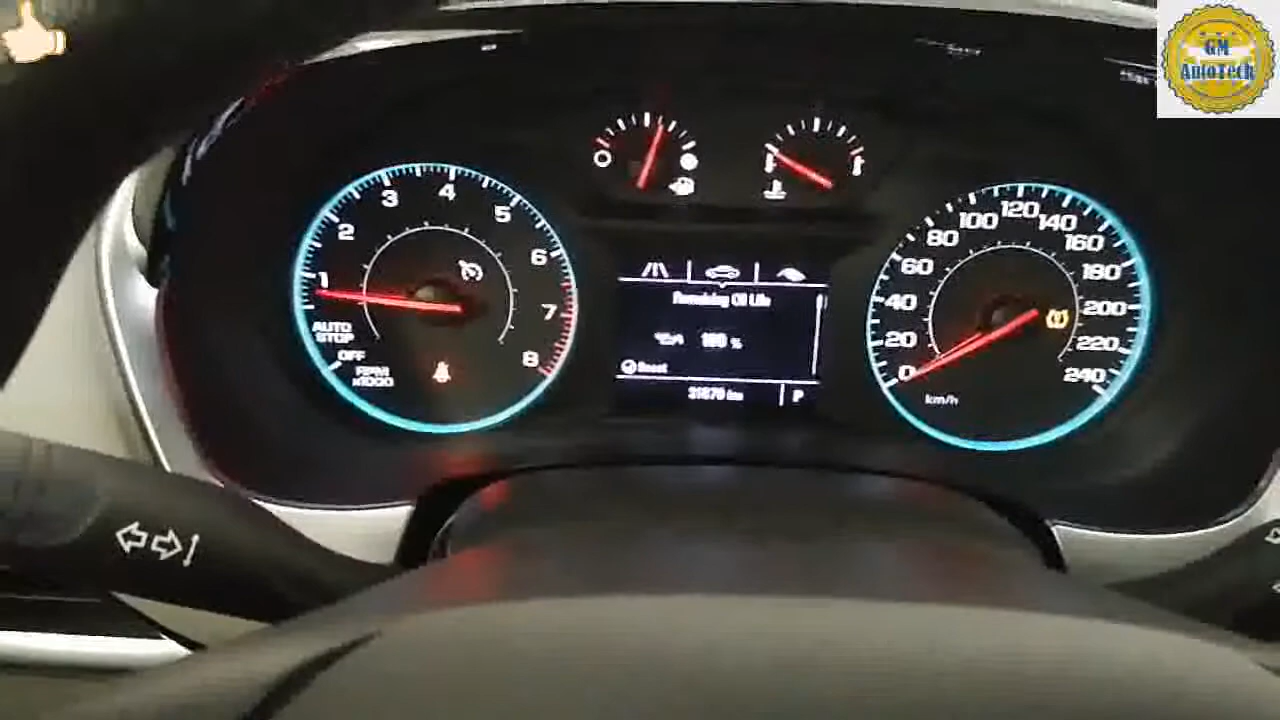 GM
AutoTech
1
2
3
4
5
6
7
8
AUTO
STOP
OFF
RPM
x1000
Remaining Oil Life
100 %
Reset
km
P
0
20
40
60
80
100
120
140
160
180
200
220
240
km/h